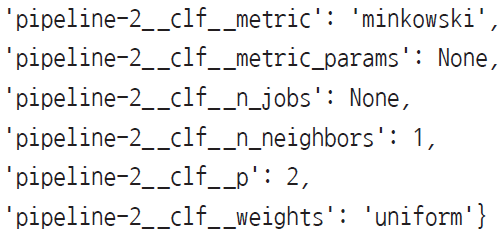 'pipeline-2__clf__metric': 'minkowski',
'pipeline-2__clf__metric_params': None,
'pipeline-2__clf__n_jobs': None,
'pipeline-2__clf__n_neighbors': 1,
'pipeline-2__clf__p': 2,
'pipeline-2__clf__weights': 'uniform'}